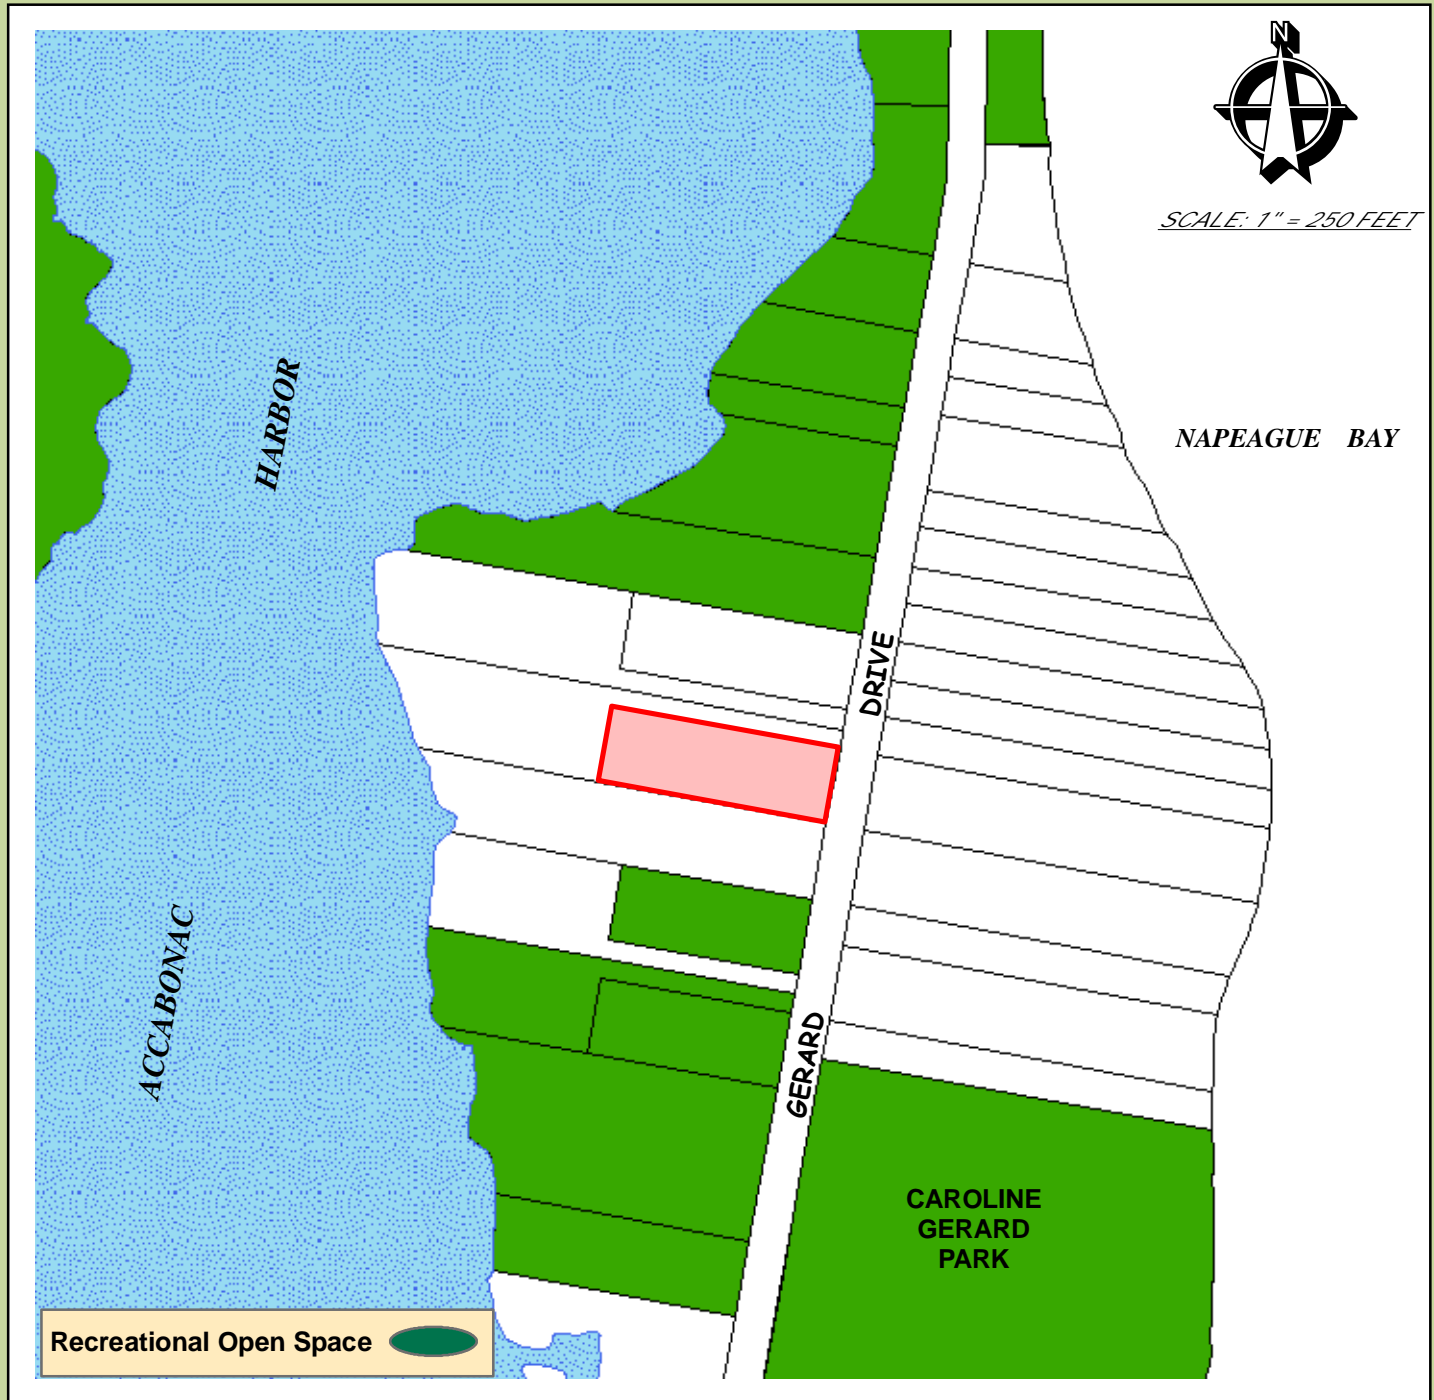 N
SCALE: 1" = 250 FEET
HARBOR
NAPEAGUE BAY
DRIVE
ACCABONAC
GERARD
CAROLINE
GERARD
PARK
Recreational Open Space